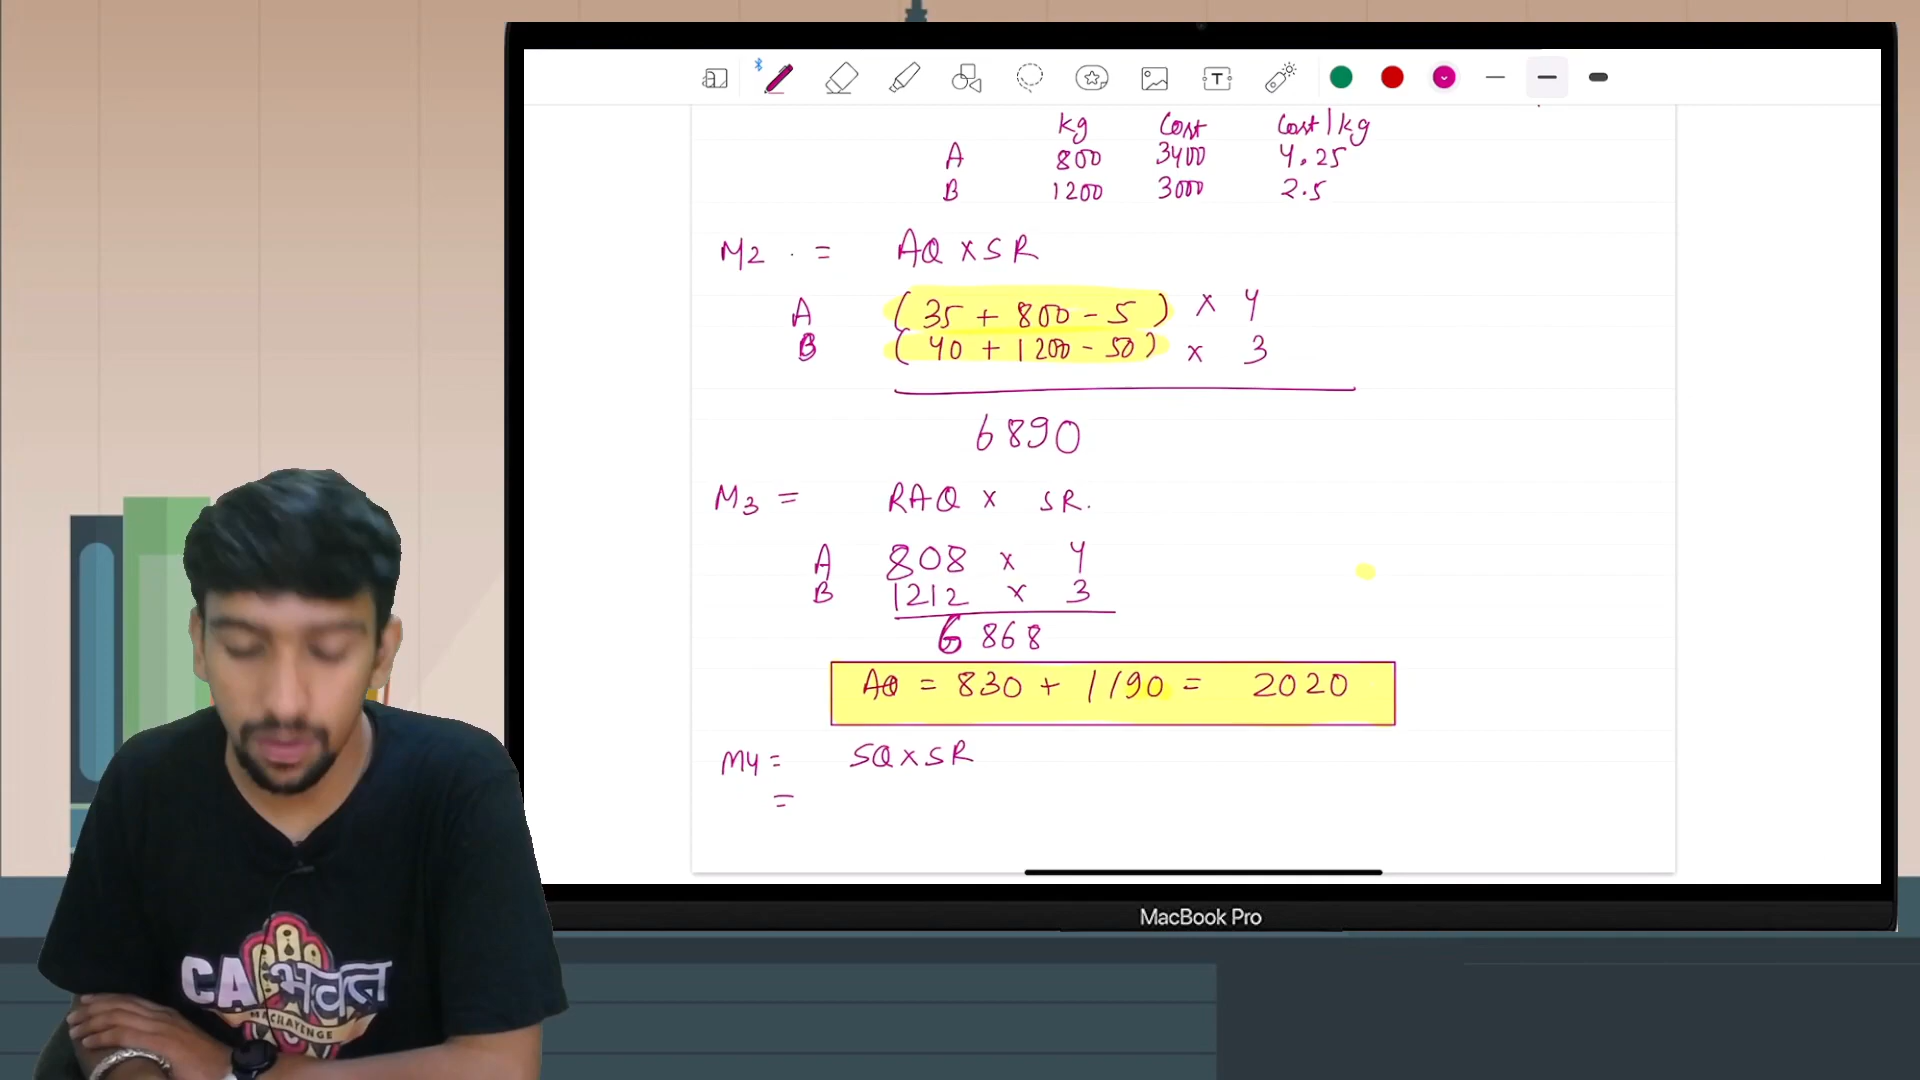 T
kg Cost Cost/kg
A 800 3400 4.25
B 1200 3000 2.5
M2 . = AQ x SR
A (35 + 800 - 5) x 4
B (40 + 1200 - 50) x 3
6890
M3 = RAQ x SR.
A 808 x 4
B 1212 x 3
6868
AQ = 830 + 1190 = 2020
M4 = SQ x SR
=
MacBook Pro
CA भक्त
MACHAYENGE